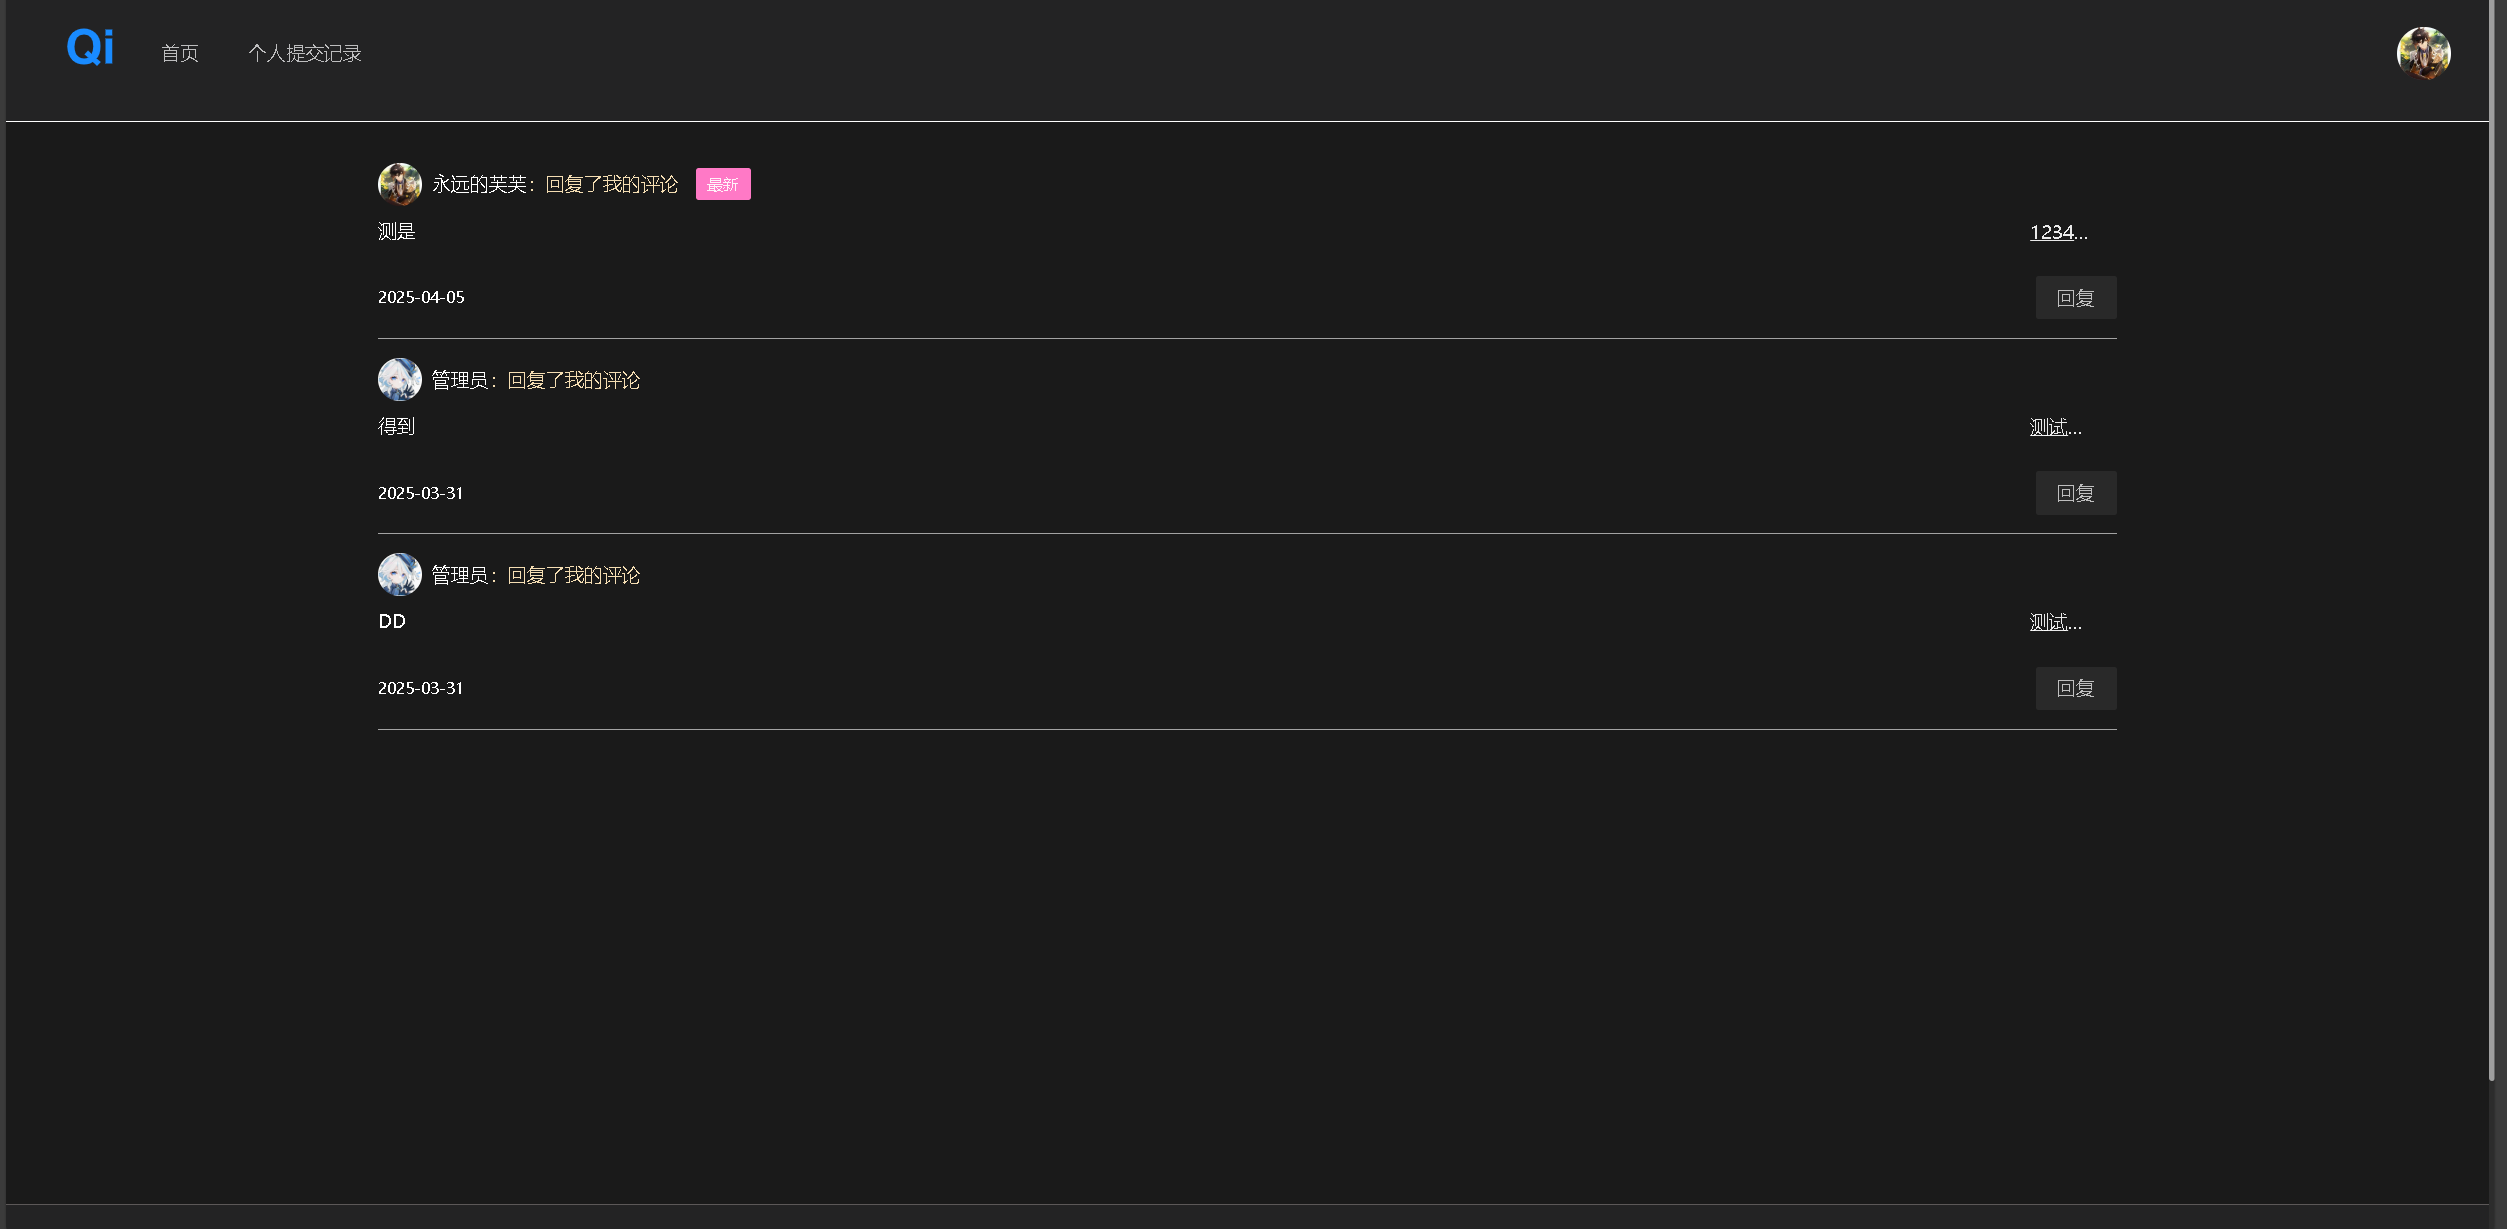 Qi 首页 个人提交记录
永远的芙芙：回复了我的评论 最新
测是 1234...
2025-04-05 回复
管理员：回复了我的评论
得到 测试...
2025-03-31 回复
管理员：回复了我的评论
DD 测试...
2025-03-31 回复